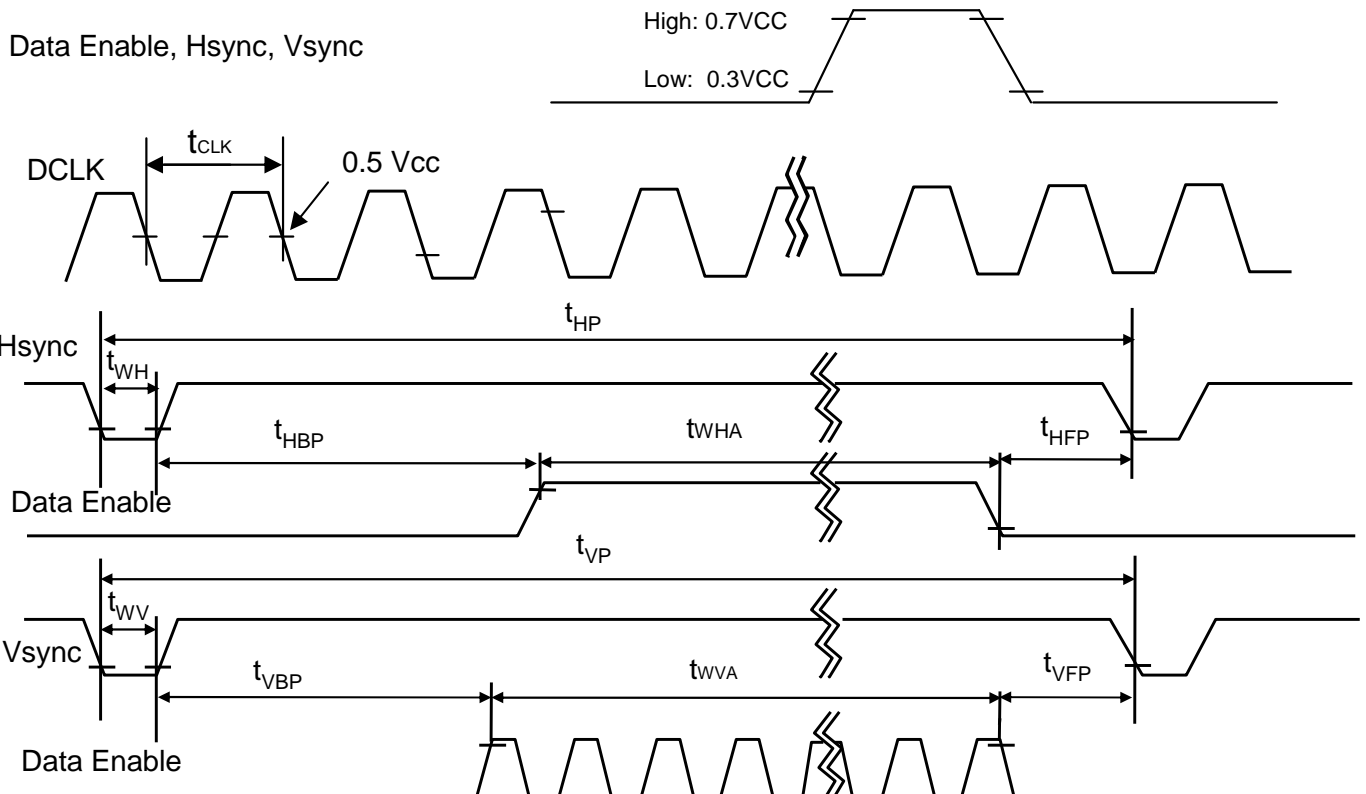 High: 0.7VCC
Data Enable, Hsync, Vsync
Low: 0.3VCC
tCLK
DCLK
0.5 Vcc
tHP
Hsync
tWH
tHBP
tWHA
tHFP
Data Enable
tVP
tWV
Vsync
tVBP
tWVA
tVFP
Data Enable